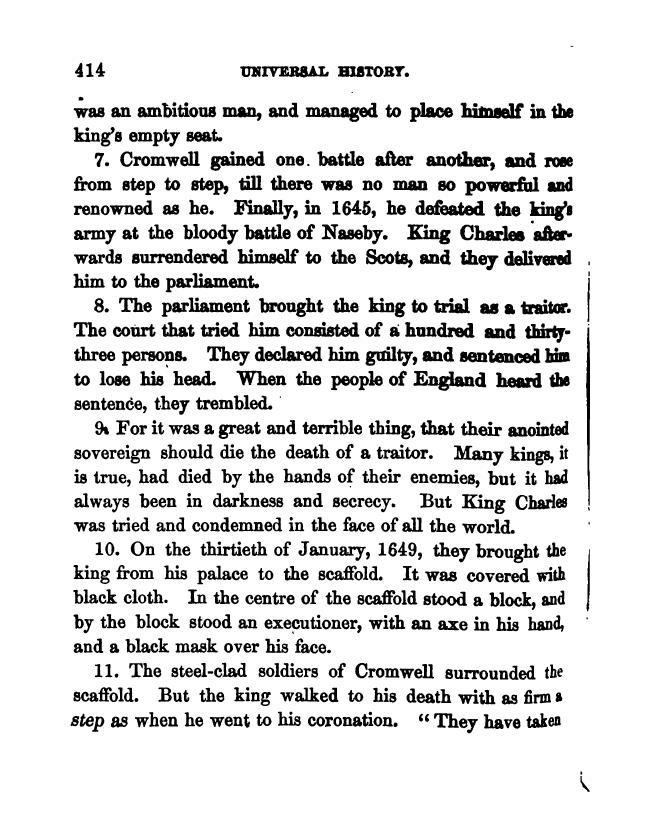 414 UNIVERSAL HISTORY.
was an ambitious man, and managed to place himself in the
king's empty seat.
7. Cromwell gained one battle after another, and rose
from step to step, till there was no man so powerful and
renowned as he. Finally, in 1645, he defeated the king's
army at the bloody battle of Naseby. King Charles after-
wards surrendered himself to the Scots, and they delivered
him to the parliament.
8. The parliament brought the king to trial as a traitor.
The court that tried him consisted of a hundred and thirty-
three persons. They declared him guilty, and sentenced him
to lose his head. When the people of England heard the
sentence, they trembled.
9. For it was a great and terrible thing, that their anointed
sovereign should die the death of a traitor. Many kings, it
is true, had died by the hands of their enemies, but it had
always been in darkness and secrecy. But King Charles
was tried and condemned in the face of all the world.
10. On the thirtieth of January, 1649, they brought the
king from his palace to the scaffold. It was covered with
black cloth. In the centre of the scaffold stood a block, and
by the block stood an executioner, with an axe in his hand,
and a black mask over his face.
11. The steel-clad soldiers of Cromwell surrounded the
scaffold. But the king walked to his death with as firm a
step as when he went to his coronation. "They have taken